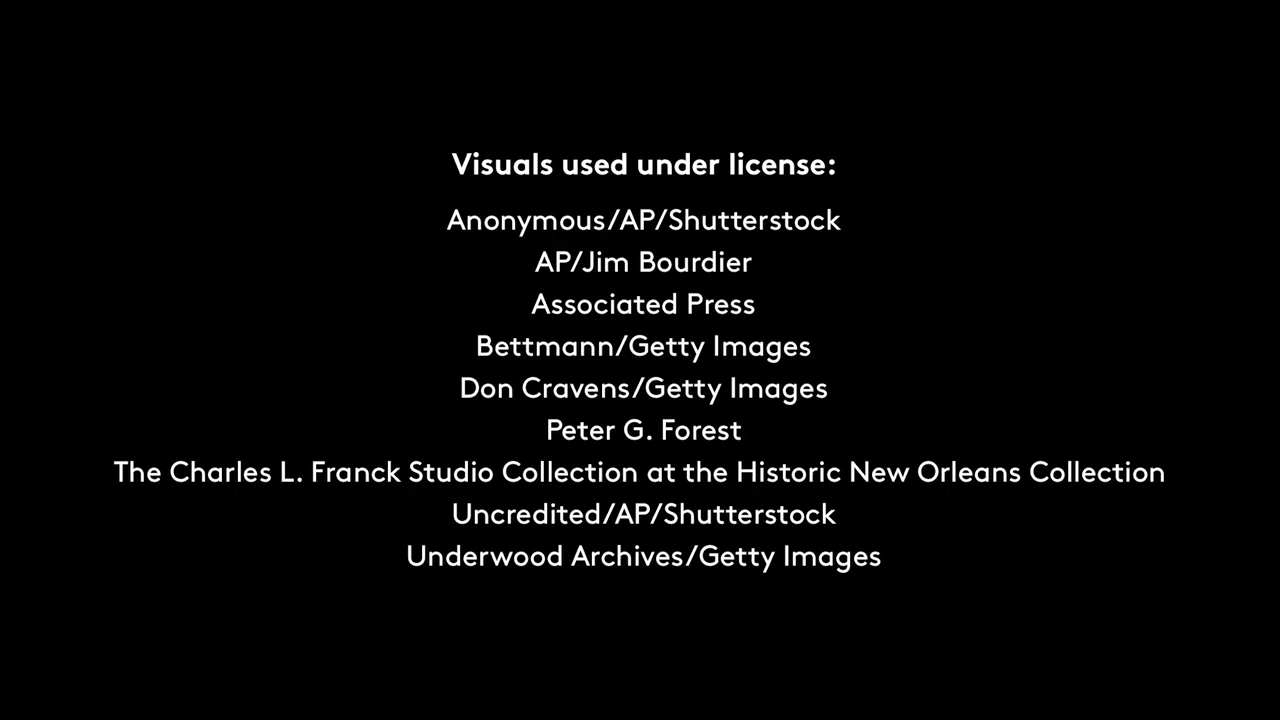 Visuals used under license:
Anonymous/AP/Shutterstock
AP/Jim Bourdier
Associated Press
Bettmann/Getty Images
Don Cravens/Getty Images
Peter G. Forest
The Charles L. Franck Studio Collection at the Historic New Orleans Collection
Uncredited/AP/Shutterstock
Underwood Archives/Getty Images